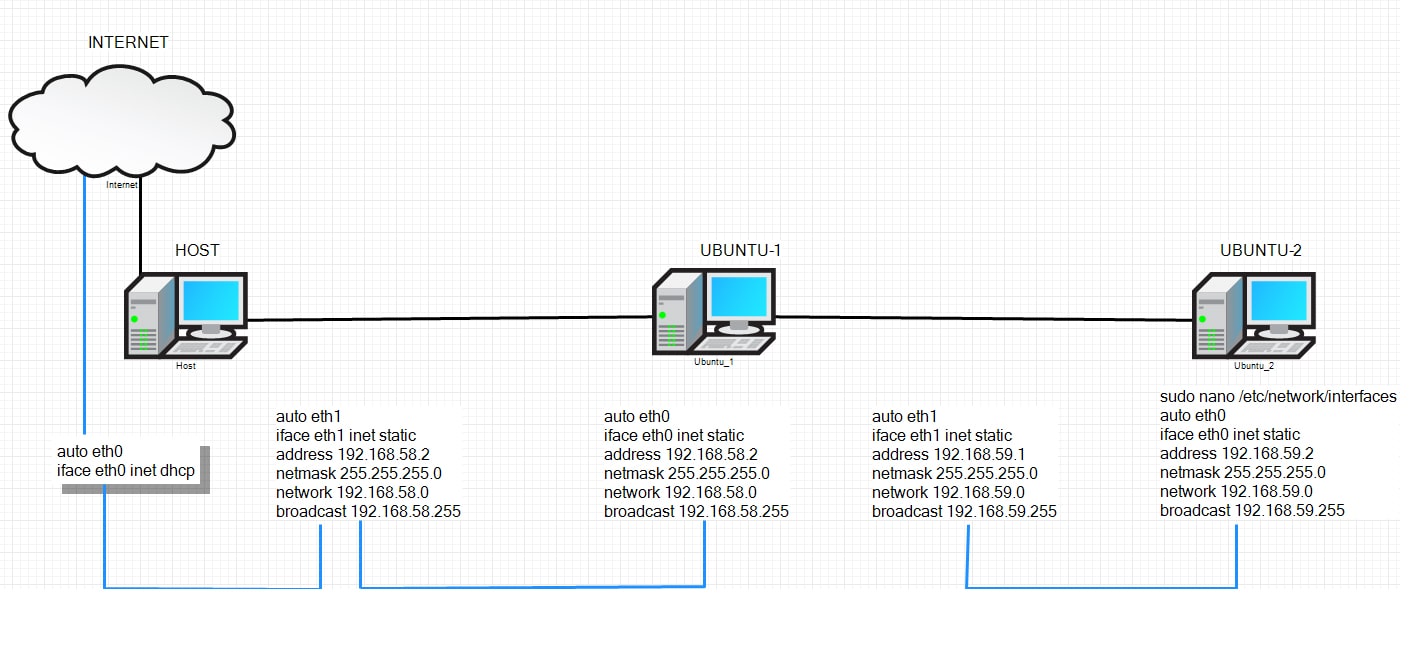 INTERNET
Internet
HOST
UBUNTU-1
UBUNTU-2
Host
Ubuntu_1
Ubuntu_2
auto eth0
iface eth0 inet dhcp
auto eth1
iface eth1 inet static
address 192.168.58.2
netmask 255.255.255.0
network 192.168.58.0
broadcast 192.168.58.255
auto eth0
iface eth0 inet static
address 192.168.58.2
netmask 255.255.255.0
network 192.168.58.0
broadcast 192.168.58.255
auto eth1
iface eth1 inet static
address 192.168.59.1
netmask 255.255.255.0
network 192.168.59.0
broadcast 192.168.59.255
sudo nano /etc/network/interfaces
auto eth0
iface eth0 inet static
address 192.168.59.2
netmask 255.255.255.0
network 192.168.59.0
broadcast 192.168.59.255